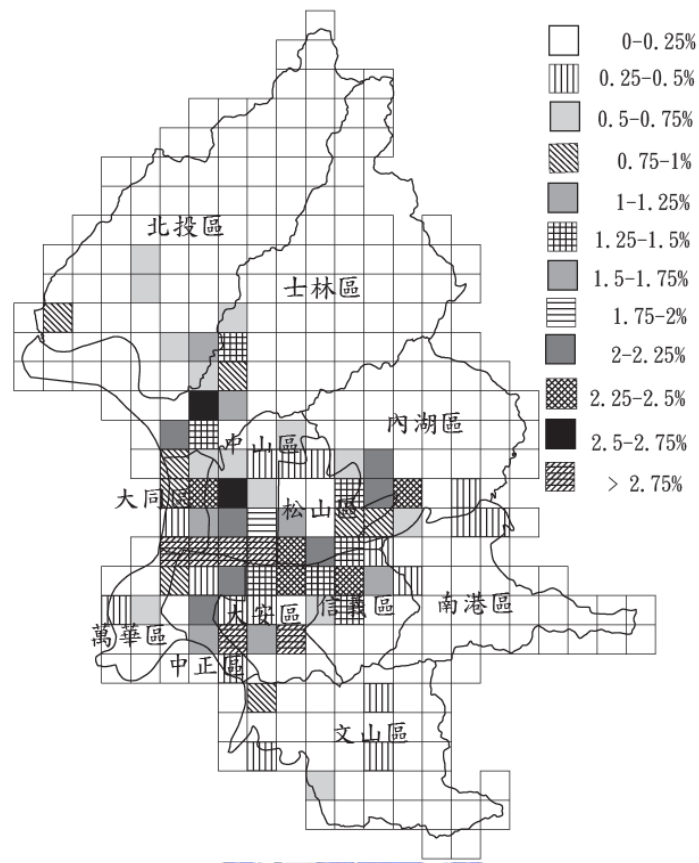 0-0.25%
0.25-0.5%
0.5-0.75%
0.75-1%
1-1.25%
1.25-1.5%
1.5-1.75%
1.75-2%
2-2.25%
2.25-2.5%
2.5-2.75%
> 2.75%
北投區
士林區
內湖區
中山區
大同區
松山區
大安區
信義區
南港區
萬華區
中正區
文山區